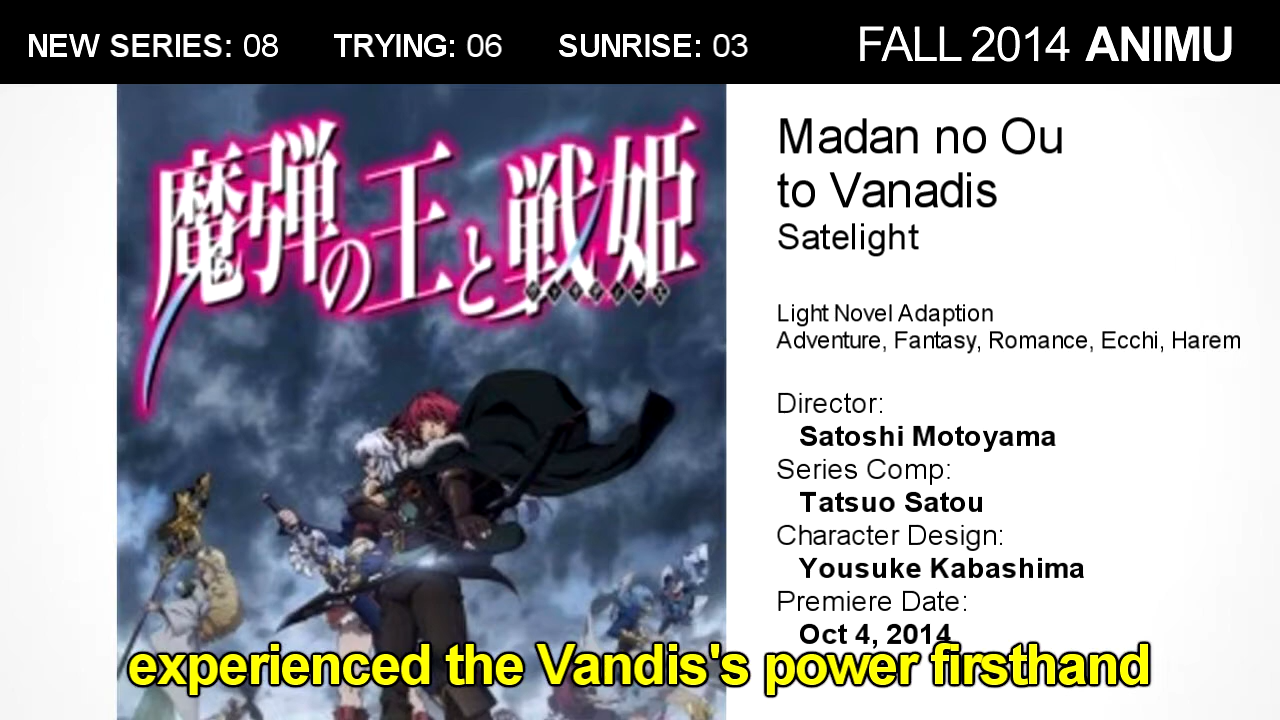 NEW SERIES: 08 TRYING: 06 SUNRISE: 03 FALL 2014 ANIMU
魔弾の王と戦姫
Madan no Ou
to Vanadis
Satelight
Light Novel Adaption
Adventure, Fantasy, Romance, Ecchi, Harem
Director:
Satoshi Motoyama
Series Comp:
Tatsuo Satou
Character Design:
Yousuke Kabashima
Premiere Date:
Oct 4, 2014
experienced the Vandis's power firsthand